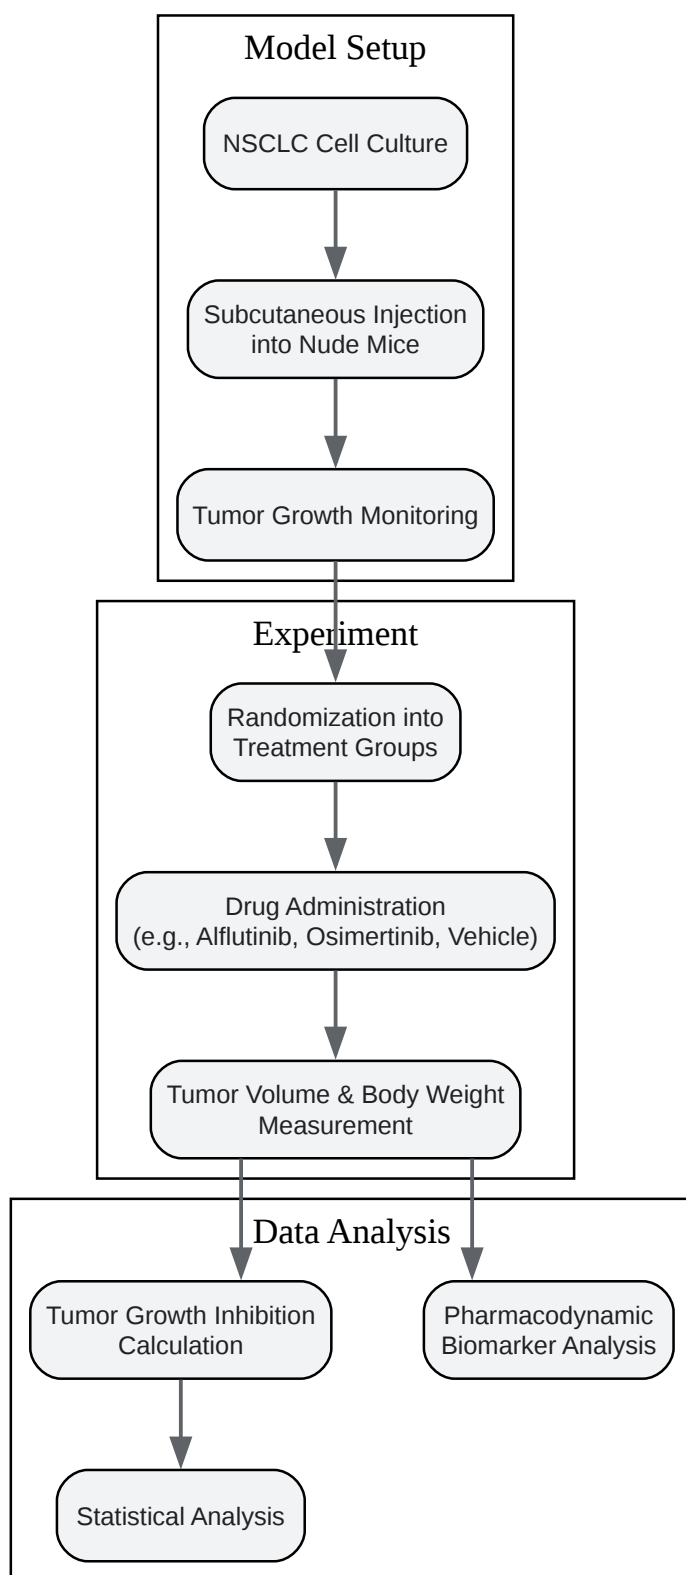 Model Setup
NSCLC Cell Culture
Subcutaneous Injection
into Nude Mice
Tumor Growth Monitoring
Experiment
Randomization into
Treatment Groups
Drug Administration
(e.g., Alflutinib, Osimertinib, Vehicle)
Tumor Volume & Body Weight
Measurement
Data Analysis
Tumor Growth Inhibition
Calculation
Pharmacodynamic
Biomarker Analysis
Statistical Analysis